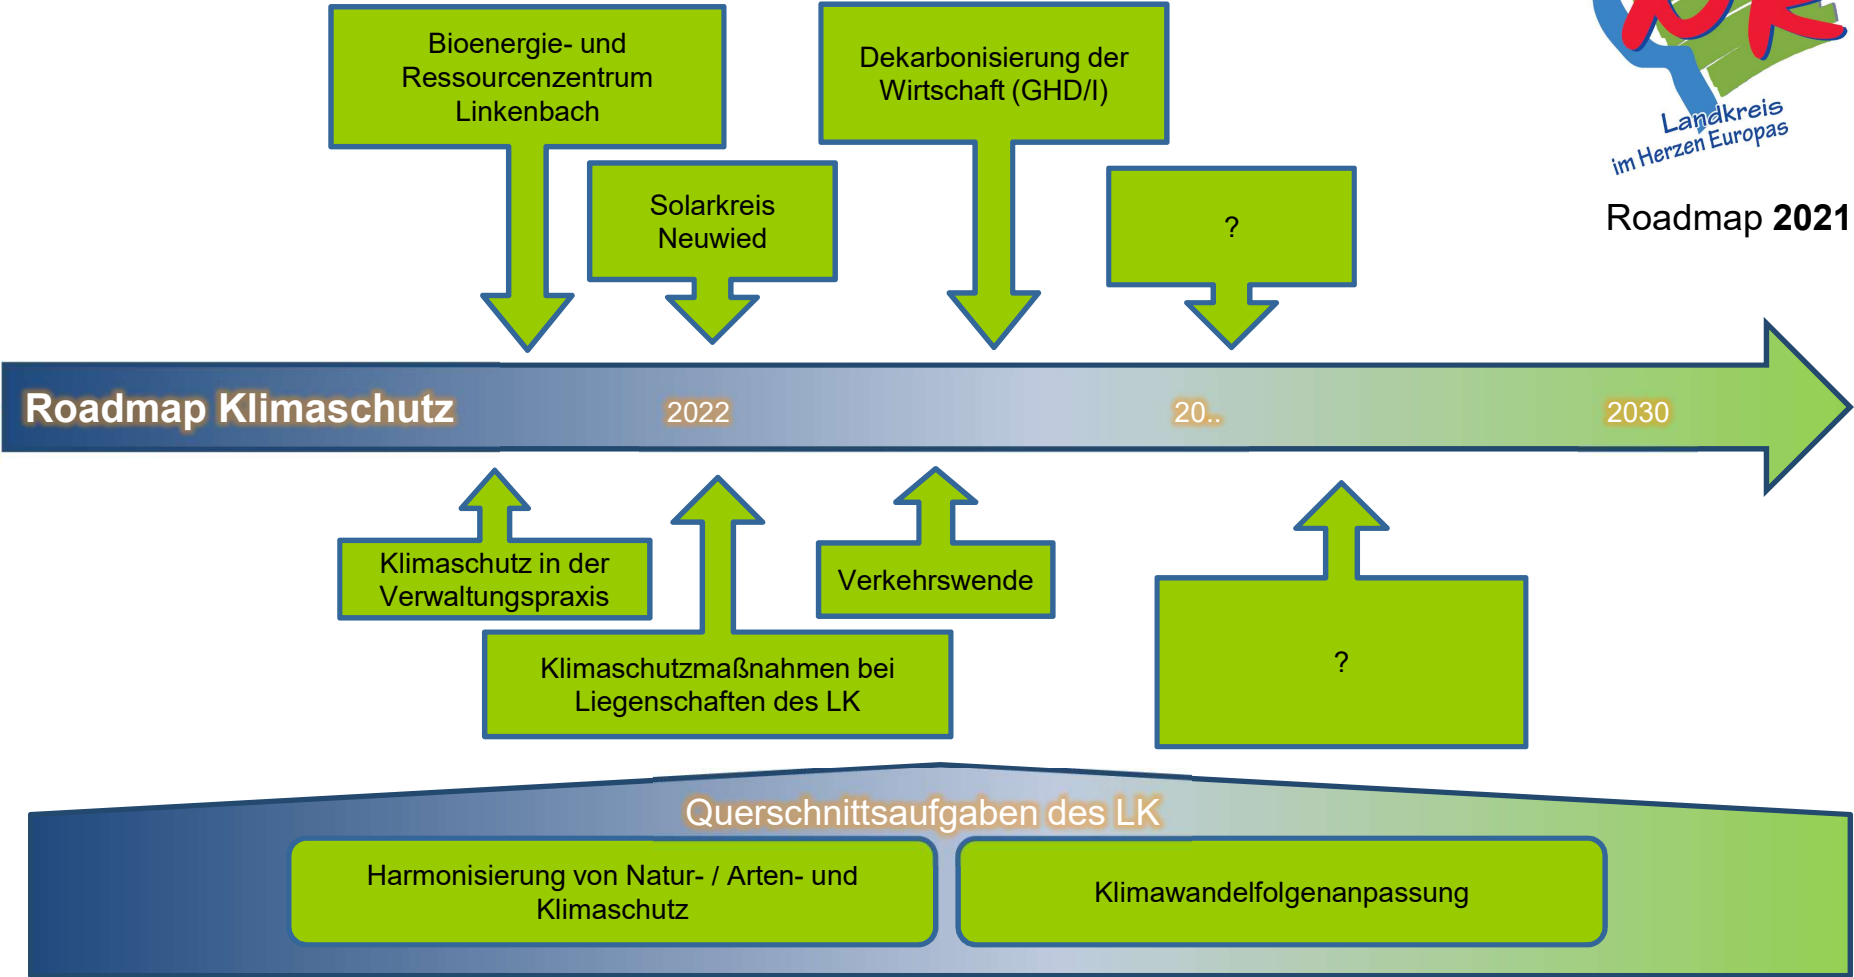 Bioenergie- und
Ressourcenzentrum
Linkenbach
Dekarbonisierung der
Wirtschaft (GHD/I)
Landkreis
im Herzen Europas
Solarkreis
Neuwied
?
Roadmap 2021
Roadmap Klimaschutz
2022
20..
2030
Klimaschutz in der
Verwaltungspraxis
Verkehrswende
Klimaschutzmaßnahmen bei
Liegenschaften des LK
?
Querschnittsaufgaben des LK
Harmonisierung von Natur- / Arten- und
Klimaschutz
Klimawandelfolgenanpassung